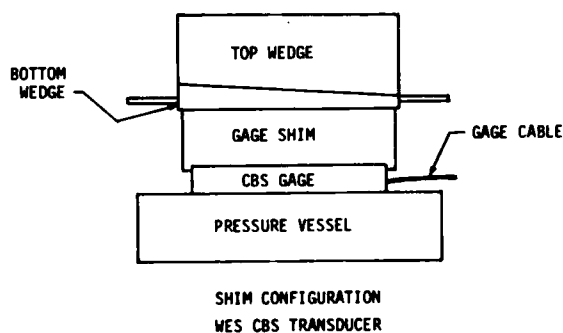 TOP WEDGE
BOTTOM
WEDGE
GAGE SHIM
GAGE CABLE
CBS GAGE
PRESSURE VESSEL
SHIM CONFIGURATION
WES CBS TRANSDUCER